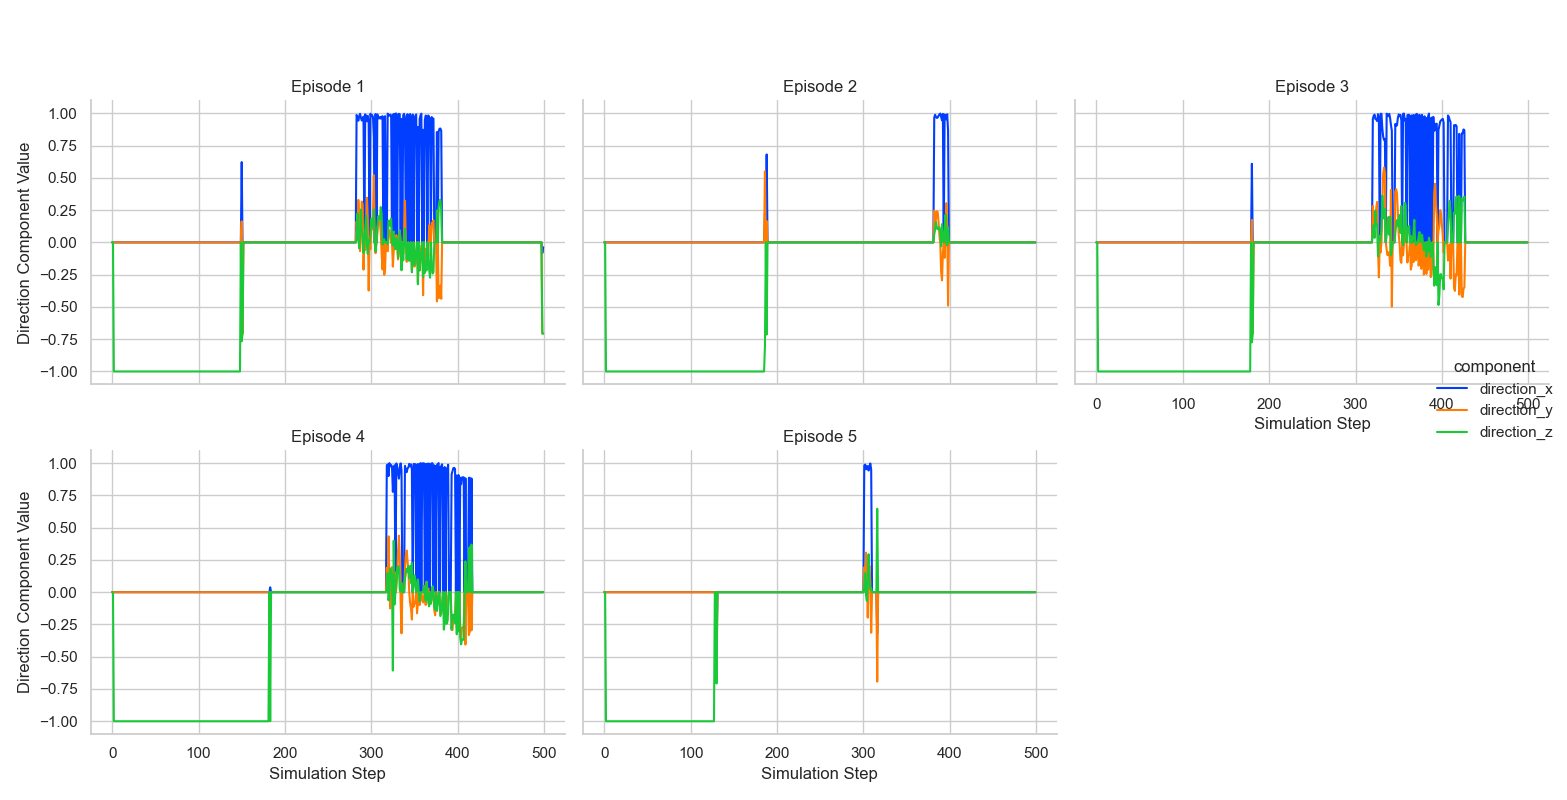 Episode 1
Episode 2
Episode 3
1.00
0.75
0.50
0.25
0.00
−0.25
−0.50
−0.75
−1.00
Direction Component Value
0 100 200 300 400 500
Simulation Step
component
direction_x
direction_y
direction_z
Episode 4
Episode 5
1.00
0.75
0.50
0.25
0.00
−0.25
−0.50
−0.75
−1.00
Direction Component Value
0 100 200 300 400 500
Simulation Step
0 100 200 300 400 500
Simulation Step